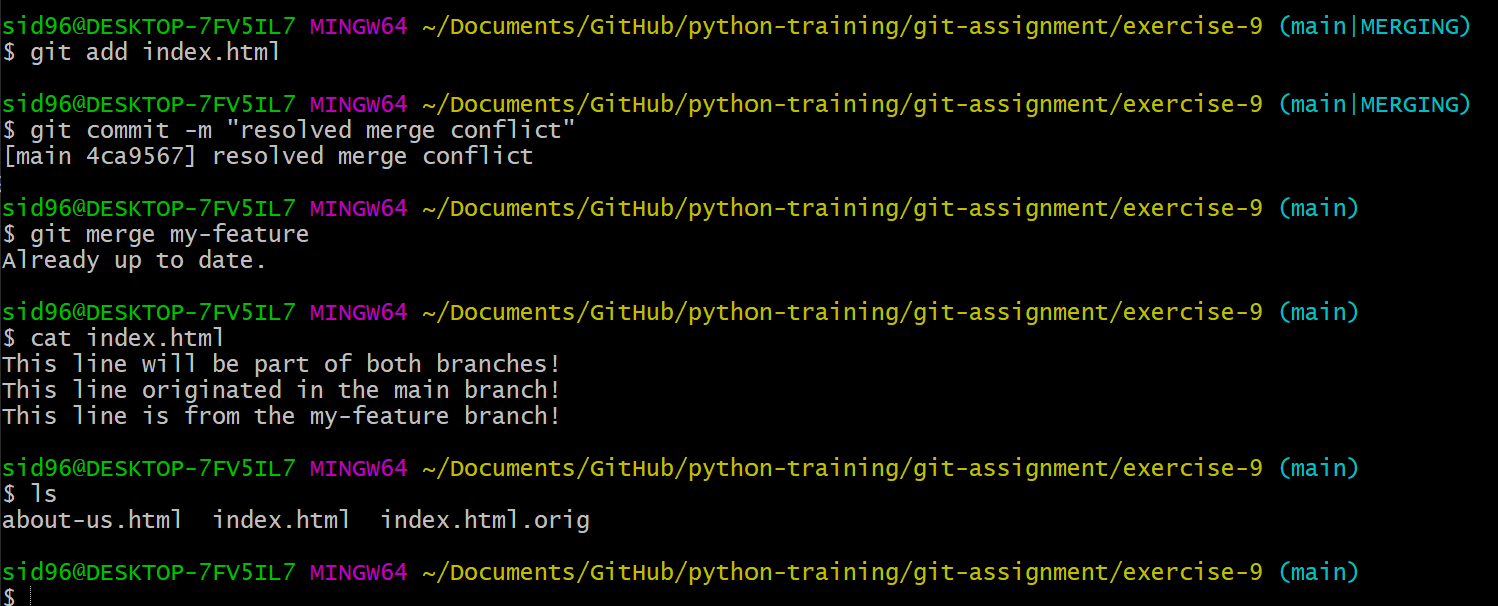 sid96@DESKTOP-7FV5IL7 MINGW64 ~/Documents/GitHub/python-training/git-assignment/exercise-9 (main|MERGING)
$ git add index.html
sid96@DESKTOP-7FV5IL7 MINGW64 ~/Documents/GitHub/python-training/git-assignment/exercise-9 (main|MERGING)
$ git commit -m "resolved merge conflict"
[main 4ca9567] resolved merge conflict
sid96@DESKTOP-7FV5IL7 MINGW64 ~/Documents/GitHub/python-training/git-assignment/exercise-9 (main)
$ git merge my-feature
Already up to date.
sid96@DESKTOP-7FV5IL7 MINGW64 ~/Documents/GitHub/python-training/git-assignment/exercise-9 (main)
$ cat index.html
This line will be part of both branches!
This line originated in the main branch!
This line is from the my-feature branch!
sid96@DESKTOP-7FV5IL7 MINGW64 ~/Documents/GitHub/python-training/git-assignment/exercise-9 (main)
$ ls
about-us.html  index.html  index.html.orig
sid96@DESKTOP-7FV5IL7 MINGW64 ~/Documents/GitHub/python-training/git-assignment/exercise-9 (main)
$